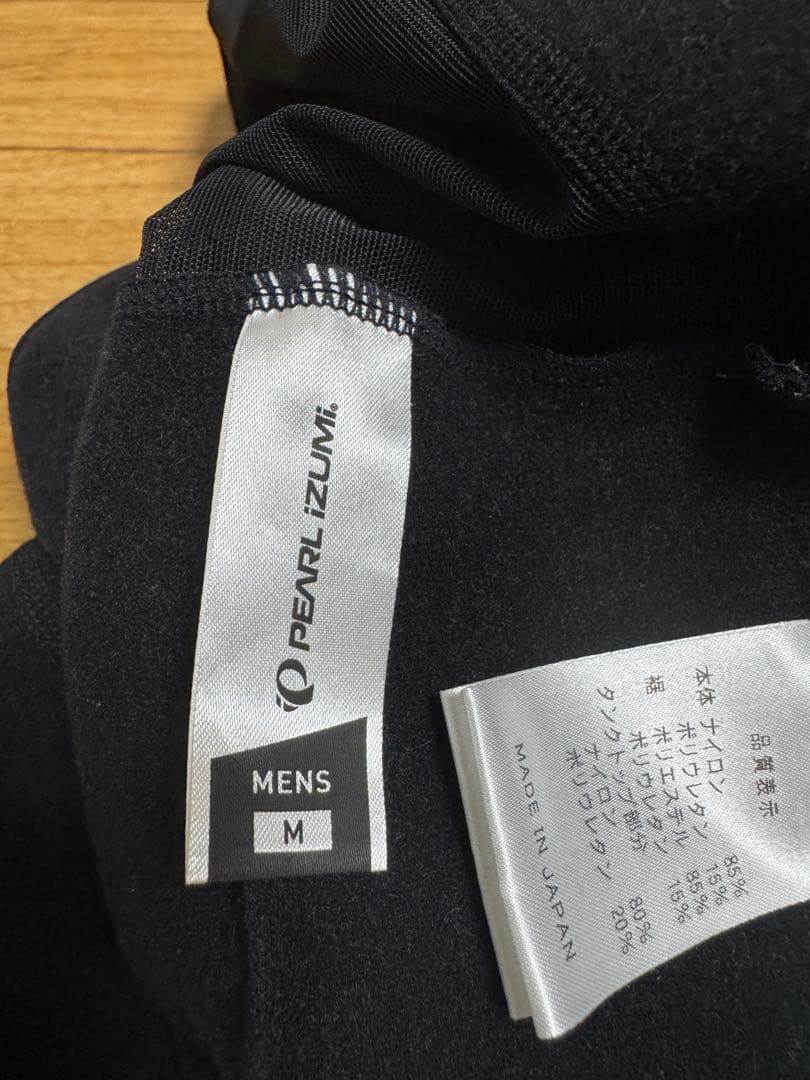 PEARL iZUMi®
MENS
M
品質表示
本体 ナイロン 85%
ポリウレタン 15%
裾 ポリエステル 85%
ポリウレタン 15%
タンクトップ部分
ナイロン 80%
ポリウレタン 20%
MADE IN JAPAN